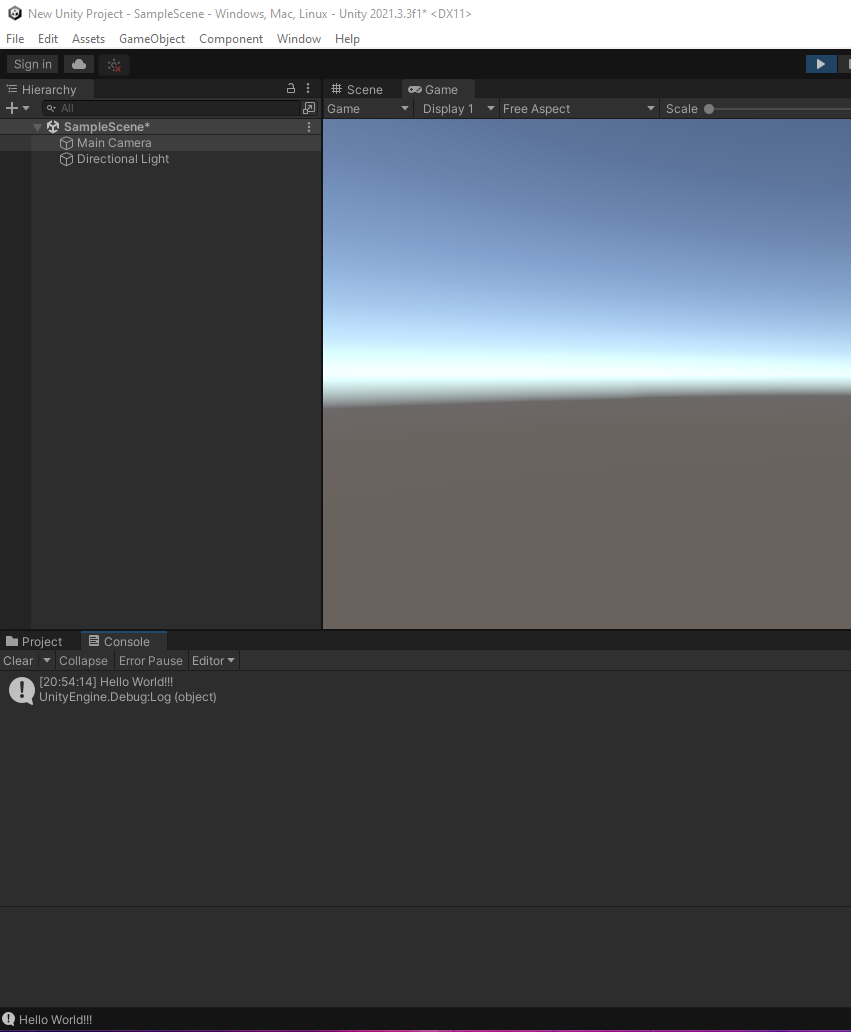 New Unity Project - SampleScene - Windows, Mac, Linux - Unity 2021.3.3f1* <DX11>
File Edit Assets GameObject Component Window Help
Sign in
Hierarchy
All
SampleScene*
Main Camera
Directional Light
Scene Game
Game Display 1 Free Aspect Scale
Project Console
Clear Collapse Error Pause Editor
[20:54:14] Hello World!!!
UnityEngine.Debug:Log (object)
Hello World!!!